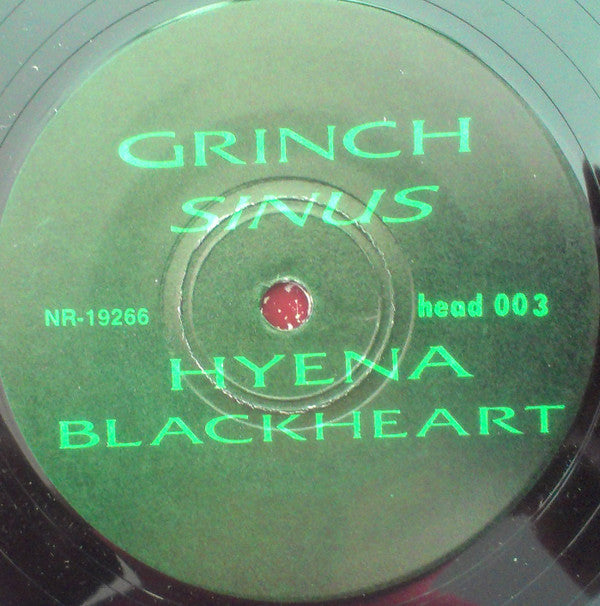 GRINCH
SINUS
NR-19266
head 003
HYENA
BLACKHEART